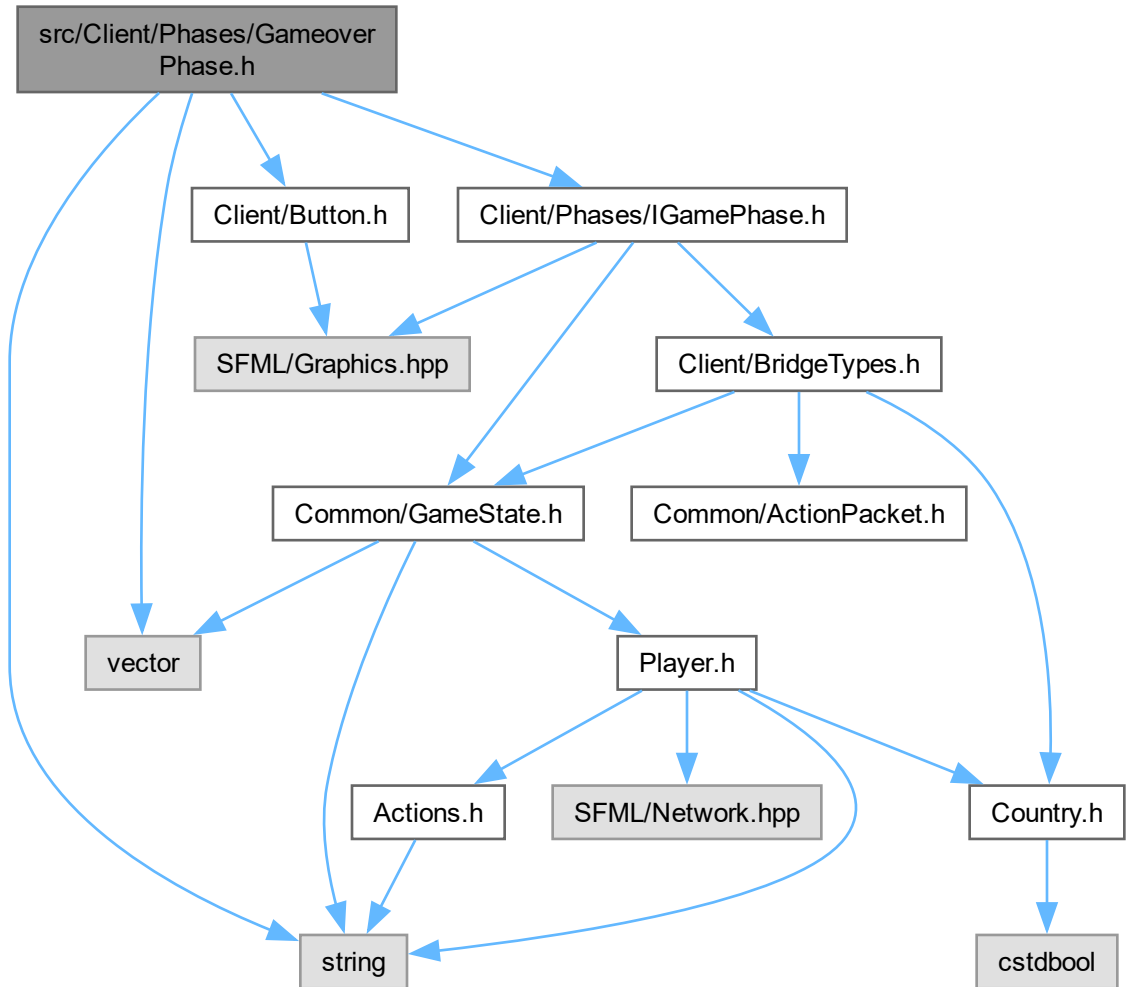 src/Client/Phases/Gameover
Phase.h
Client/Button.h
Client/Phases/IGamePhase.h
SFML/Graphics.hpp
Client/BridgeTypes.h
Common/GameState.h
Common/ActionPacket.h
vector
Player.h
Actions.h
SFML/Network.hpp
Country.h
string
cstdbool